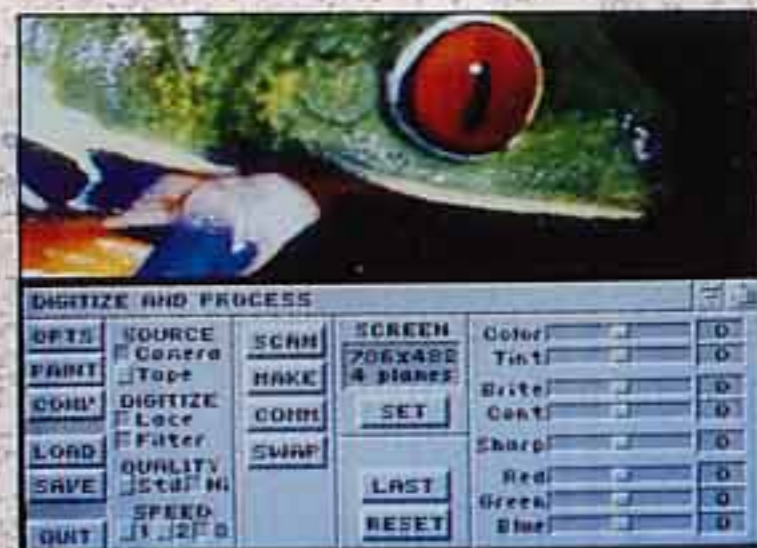 DIGITIZE AND PROCESS
OPTS
PAINT
CONV
LOAD
SAVE
QUIT
SOURCE
Camera
Tape
DIGITIZE
Lace
Filter
QUALITY
Std Hi
SPEED
1 2
SCAN
MAKE
COMM
SWAP
SCREEN
4 planes
SET
LAST
RESET
Color 0
Tint 0
Brite 0
Cont 0
Sharp 0
Red 0
Green 0
Blue 0